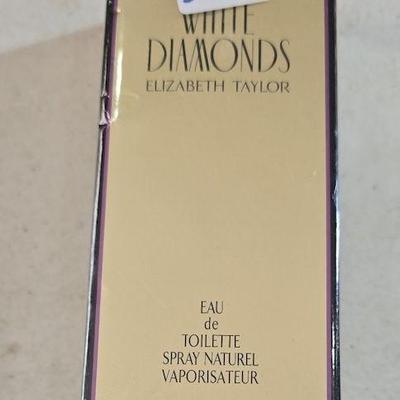 WHITE
DIAMONDS
ELIZABETH TAYLOR
EAU
de
TOILETTE
SPRAY NATUREL
VAPORISATEUR